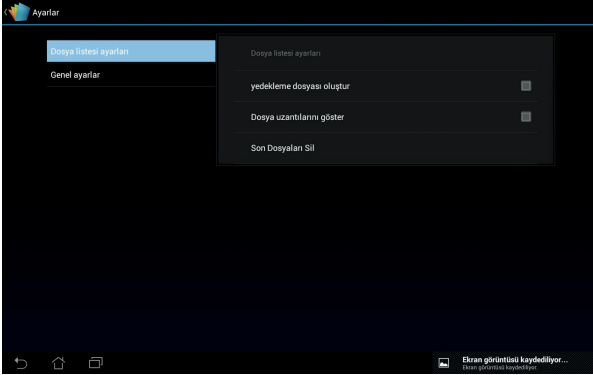 Ayarlar
Dosya listesi ayarları
Genel ayarlar
Dosya listesi ayarları
yedekleme dosyası oluştur
Dosya uzantılarını göster
Son Dosyaları Sil
Ekran görüntüsü kaydediliyor...
Ekran görüntüsü kaydediliyor.